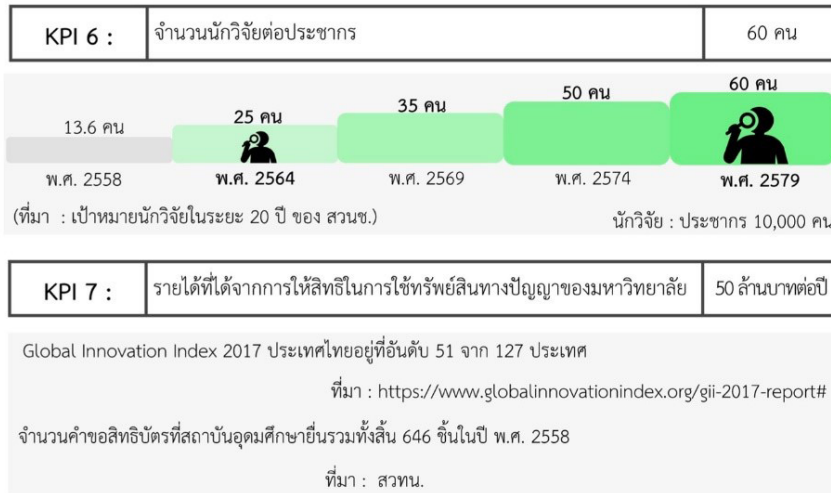 KPI 6 : จำนวนนักวิจัยต่อประชากร 60 คน
13.6 คน 25 คน 35 คน 50 คน 60 คน
พ.ศ. 2558 พ.ศ. 2564 พ.ศ. 2569 พ.ศ. 2574 พ.ศ. 2579
(ที่มา : เป้าหมายนักวิจัยในระยะ 20 ปี ของ สวนช.) นักวิจัย : ประชากร 10,000 คน
KPI 7 : รายได้ที่ได้จากการให้สิทธิในการใช้ทรัพย์สินทางปัญญาของมหาวิทยาลัย 50 ล้านบาทต่อปี
Global Innovation Index 2017 ประเทศไทยอยู่ที่อันดับ 51 จาก 127 ประเทศ
ที่มา : https://www.globalinnovationindex.org/gii-2017-report#
จำนวนคำขอสิทธิบัตรที่สถาบันอุดมศึกษายื่นรวมทั้งสิ้น 646 ชิ้นในปี พ.ศ. 2558
ที่มา : สวทน.